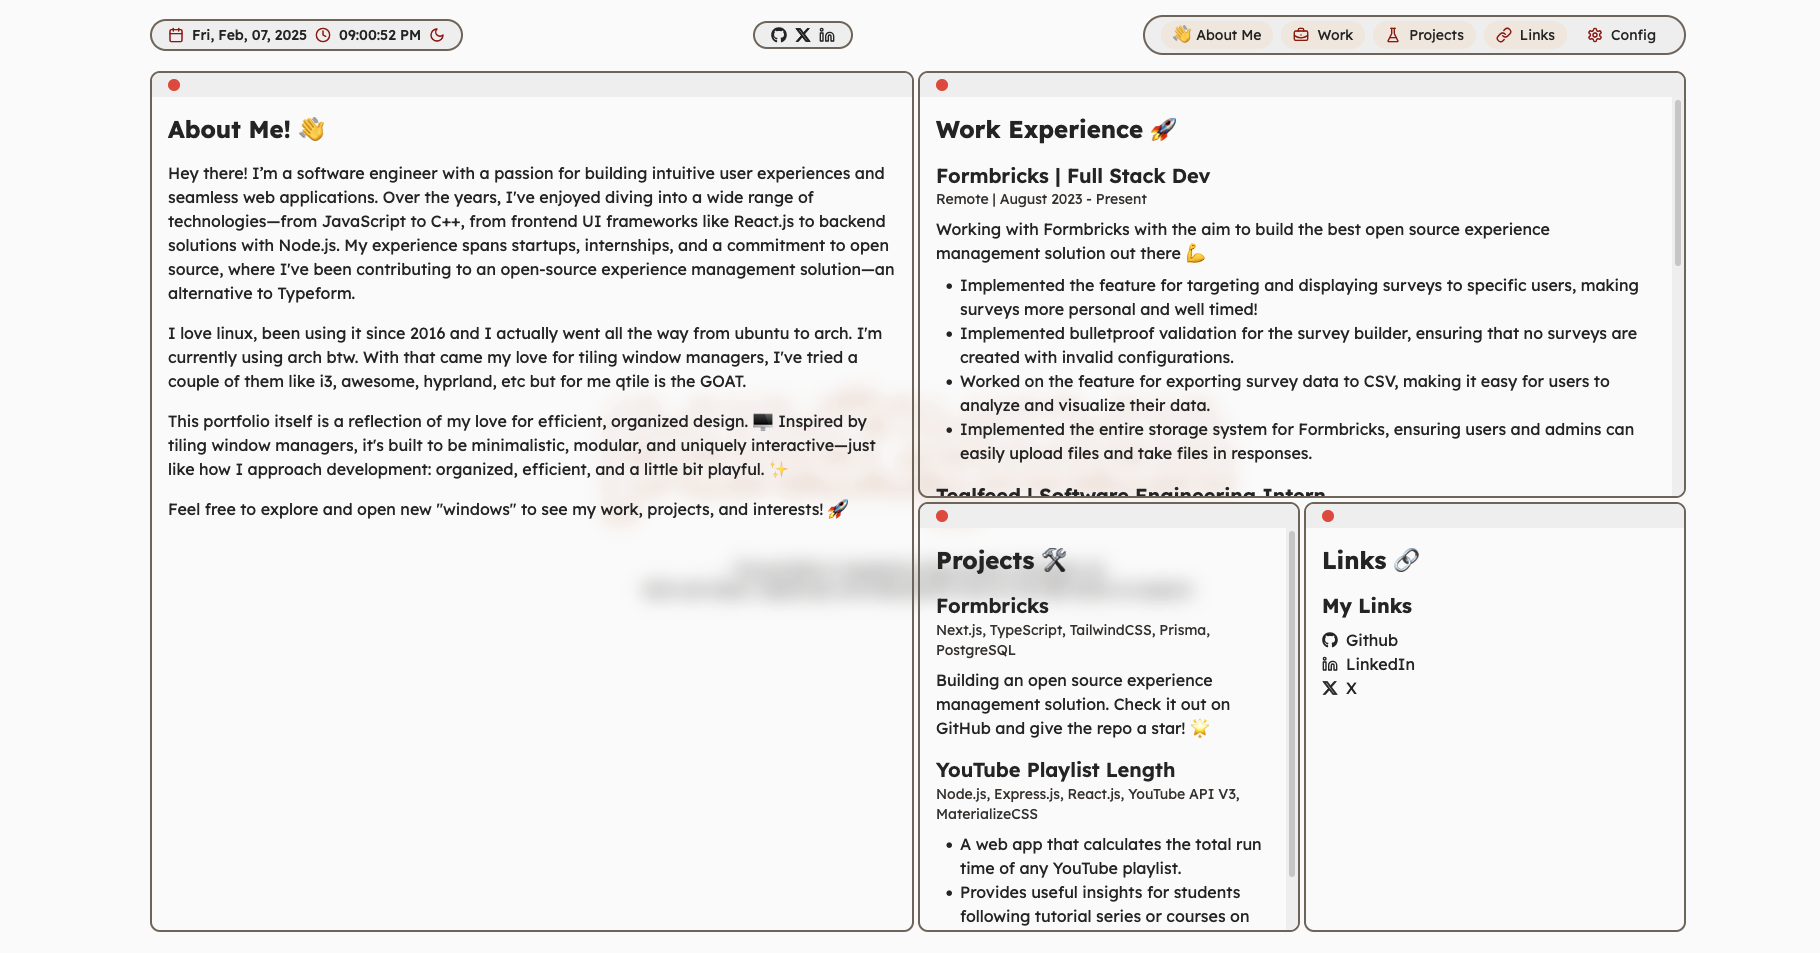 Fri, Feb, 07, 2025 09:00:52 PM
About Me Work Projects Links Config
About Me! 👋
Hey there! I’m a software engineer with a passion for building intuitive user experiences and
seamless web applications. Over the years, I've enjoyed diving into a wide range of
technologies—from JavaScript to C++, from frontend UI frameworks like React.js to backend
solutions with Node.js. My experience spans startups, internships, and a commitment to open
source, where I've been contributing to an open-source experience management solution—an
alternative to Typeform.
I love linux, been using it since 2016 and I actually went all the way from ubuntu to arch. I'm
currently using arch btw. With that came my love for tiling window managers, I've tried a
couple of them like i3, awesome, hyprland, etc but for me qtile is the GOAT.
This portfolio itself is a reflection of my love for efficient, organized design. 🖥️ Inspired by
tiling window managers, it's built to be minimalistic, modular, and uniquely interactive—just
like how I approach development: organized, efficient, and a little bit playful. ✨
Feel free to explore and open new "windows" to see my work, projects, and interests! 🚀
Work Experience 🚀
Formbricks | Full Stack Dev
Remote | August 2023 - Present
Working with Formbricks with the aim to build the best open source experience
management solution out there 💪
• Implemented the feature for targeting and displaying surveys to specific users, making
surveys more personal and well timed!
• Implemented bulletproof validation for the survey builder, ensuring that no surveys are
created with invalid configurations.
• Worked on the feature for exporting survey data to CSV, making it easy for users to
analyze and visualize their data.
• Implemented the entire storage system for Formbricks, ensuring users and admins can
easily upload files and take files in responses.
Tealfeed | Software Engineering Intern
Projects 🛠️
Formbricks
Next.js, TypeScript, TailwindCSS, Prisma,
PostgreSQL
Building an open source experience
management solution. Check it out on
GitHub and give the repo a star! 🌟
YouTube Playlist Length
Node.js, Express.js, React.js, YouTube API V3,
MaterializeCSS
• A web app that calculates the total run
time of any YouTube playlist.
• Provides useful insights for students
following tutorial series or courses on
Links 🔗
My Links
Github
LinkedIn
X